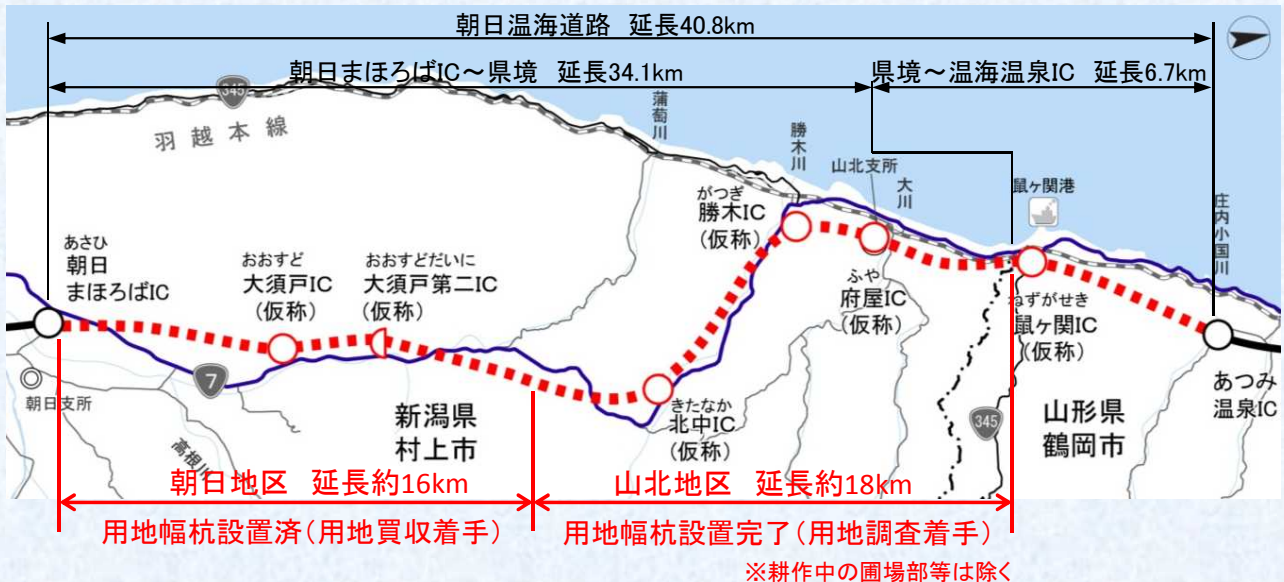 朝日温海道路 延長40.8km
朝日まほろばIC～県境 延長34.1km
県境～温海温泉IC 延長6.7km
345
羽越本線
蒲萄川
勝木川
山北支所
大川
鼠ヶ関港
庄内小国川
がつぎ
勝木IC
(仮称)
あさひ
朝日
まほろばIC
おおすど
大須戸IC
(仮称)
おおすどだいに
大須戸第二IC
(仮称)
ふや
府屋IC
(仮称)
ねずがせき
鼠ヶ関IC
(仮称)
あつみ
温泉IC
朝日支所
7
高根川
新潟県
村上市
きたなか
北中IC
(仮称)
345
山形県
鶴岡市
朝日地区 延長約16km
山北地区 延長約18km
用地幅杭設置済(用地買収着手)
用地幅杭設置完了(用地調査着手)
※耕作中の圃場部等は除く